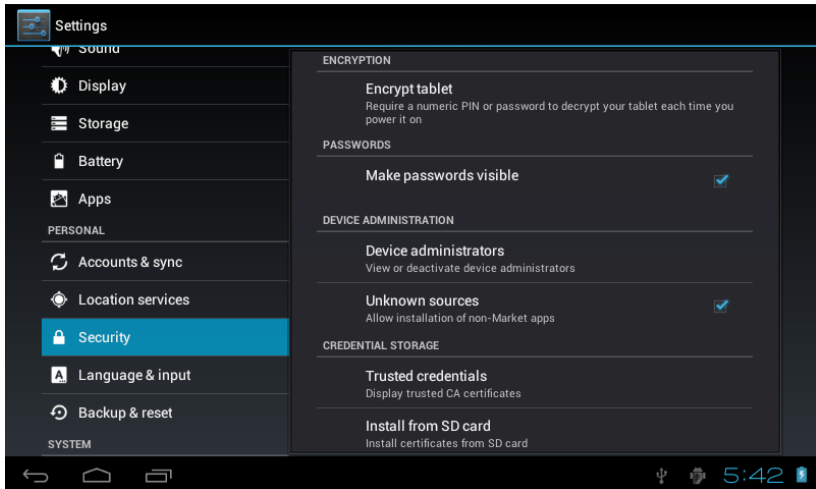 Settings
Sound
Display
Storage
Battery
Apps
PERSONAL
Accounts & sync
Location services
Security
Language & input
Backup & reset
SYSTEM
ENCRYPTION
Encrypt tablet
Require a numeric PIN or password to decrypt your tablet each time you
power it on
PASSWORDS
Make passwords visible
DEVICE ADMINISTRATION
Device administrators
View or deactivate device administrators
Unknown sources
Allow installation of non-Market apps
CREDENTIAL STORAGE
Trusted credentials
Display trusted CA certificates
Install from SD card
Install certificates from SD card
5:42